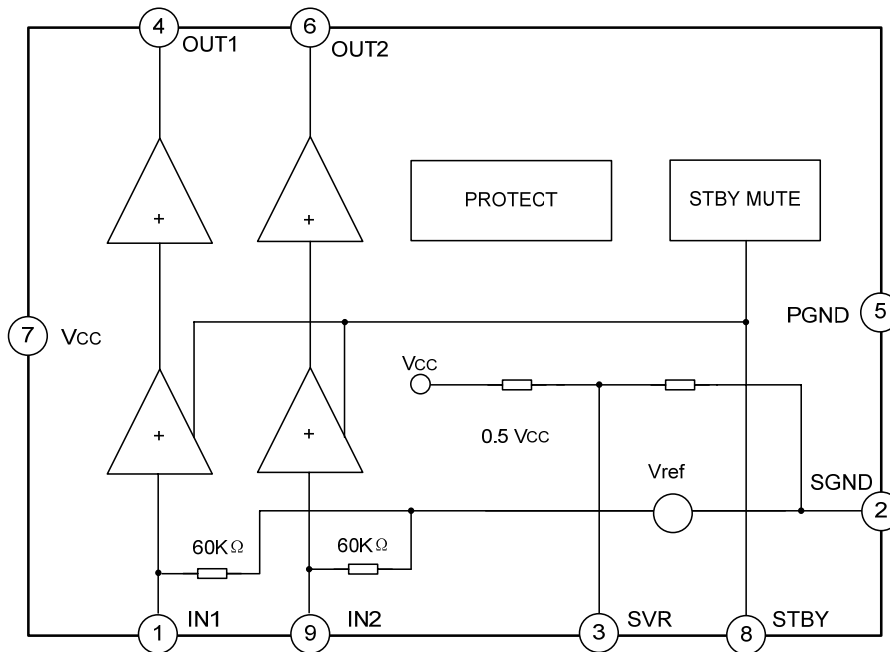 4
OUT1
6
OUT2
PROTECT
STBY MUTE
+
+
7
VCC
PGND
5
VCC
+
+
0.5 VCC
Vref
SGND
2
60KΩ
60KΩ
1
IN1
9
IN2
3
SVR
8
STBY